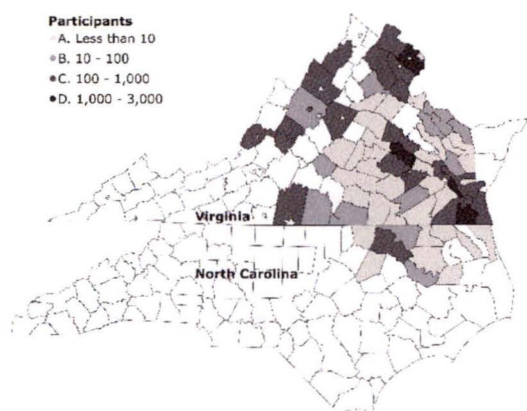 Participants
A. Less than 10
B. 10 - 100
C. 100 - 1,000
D. 1,000 - 3,000
Virginia
North Carolina